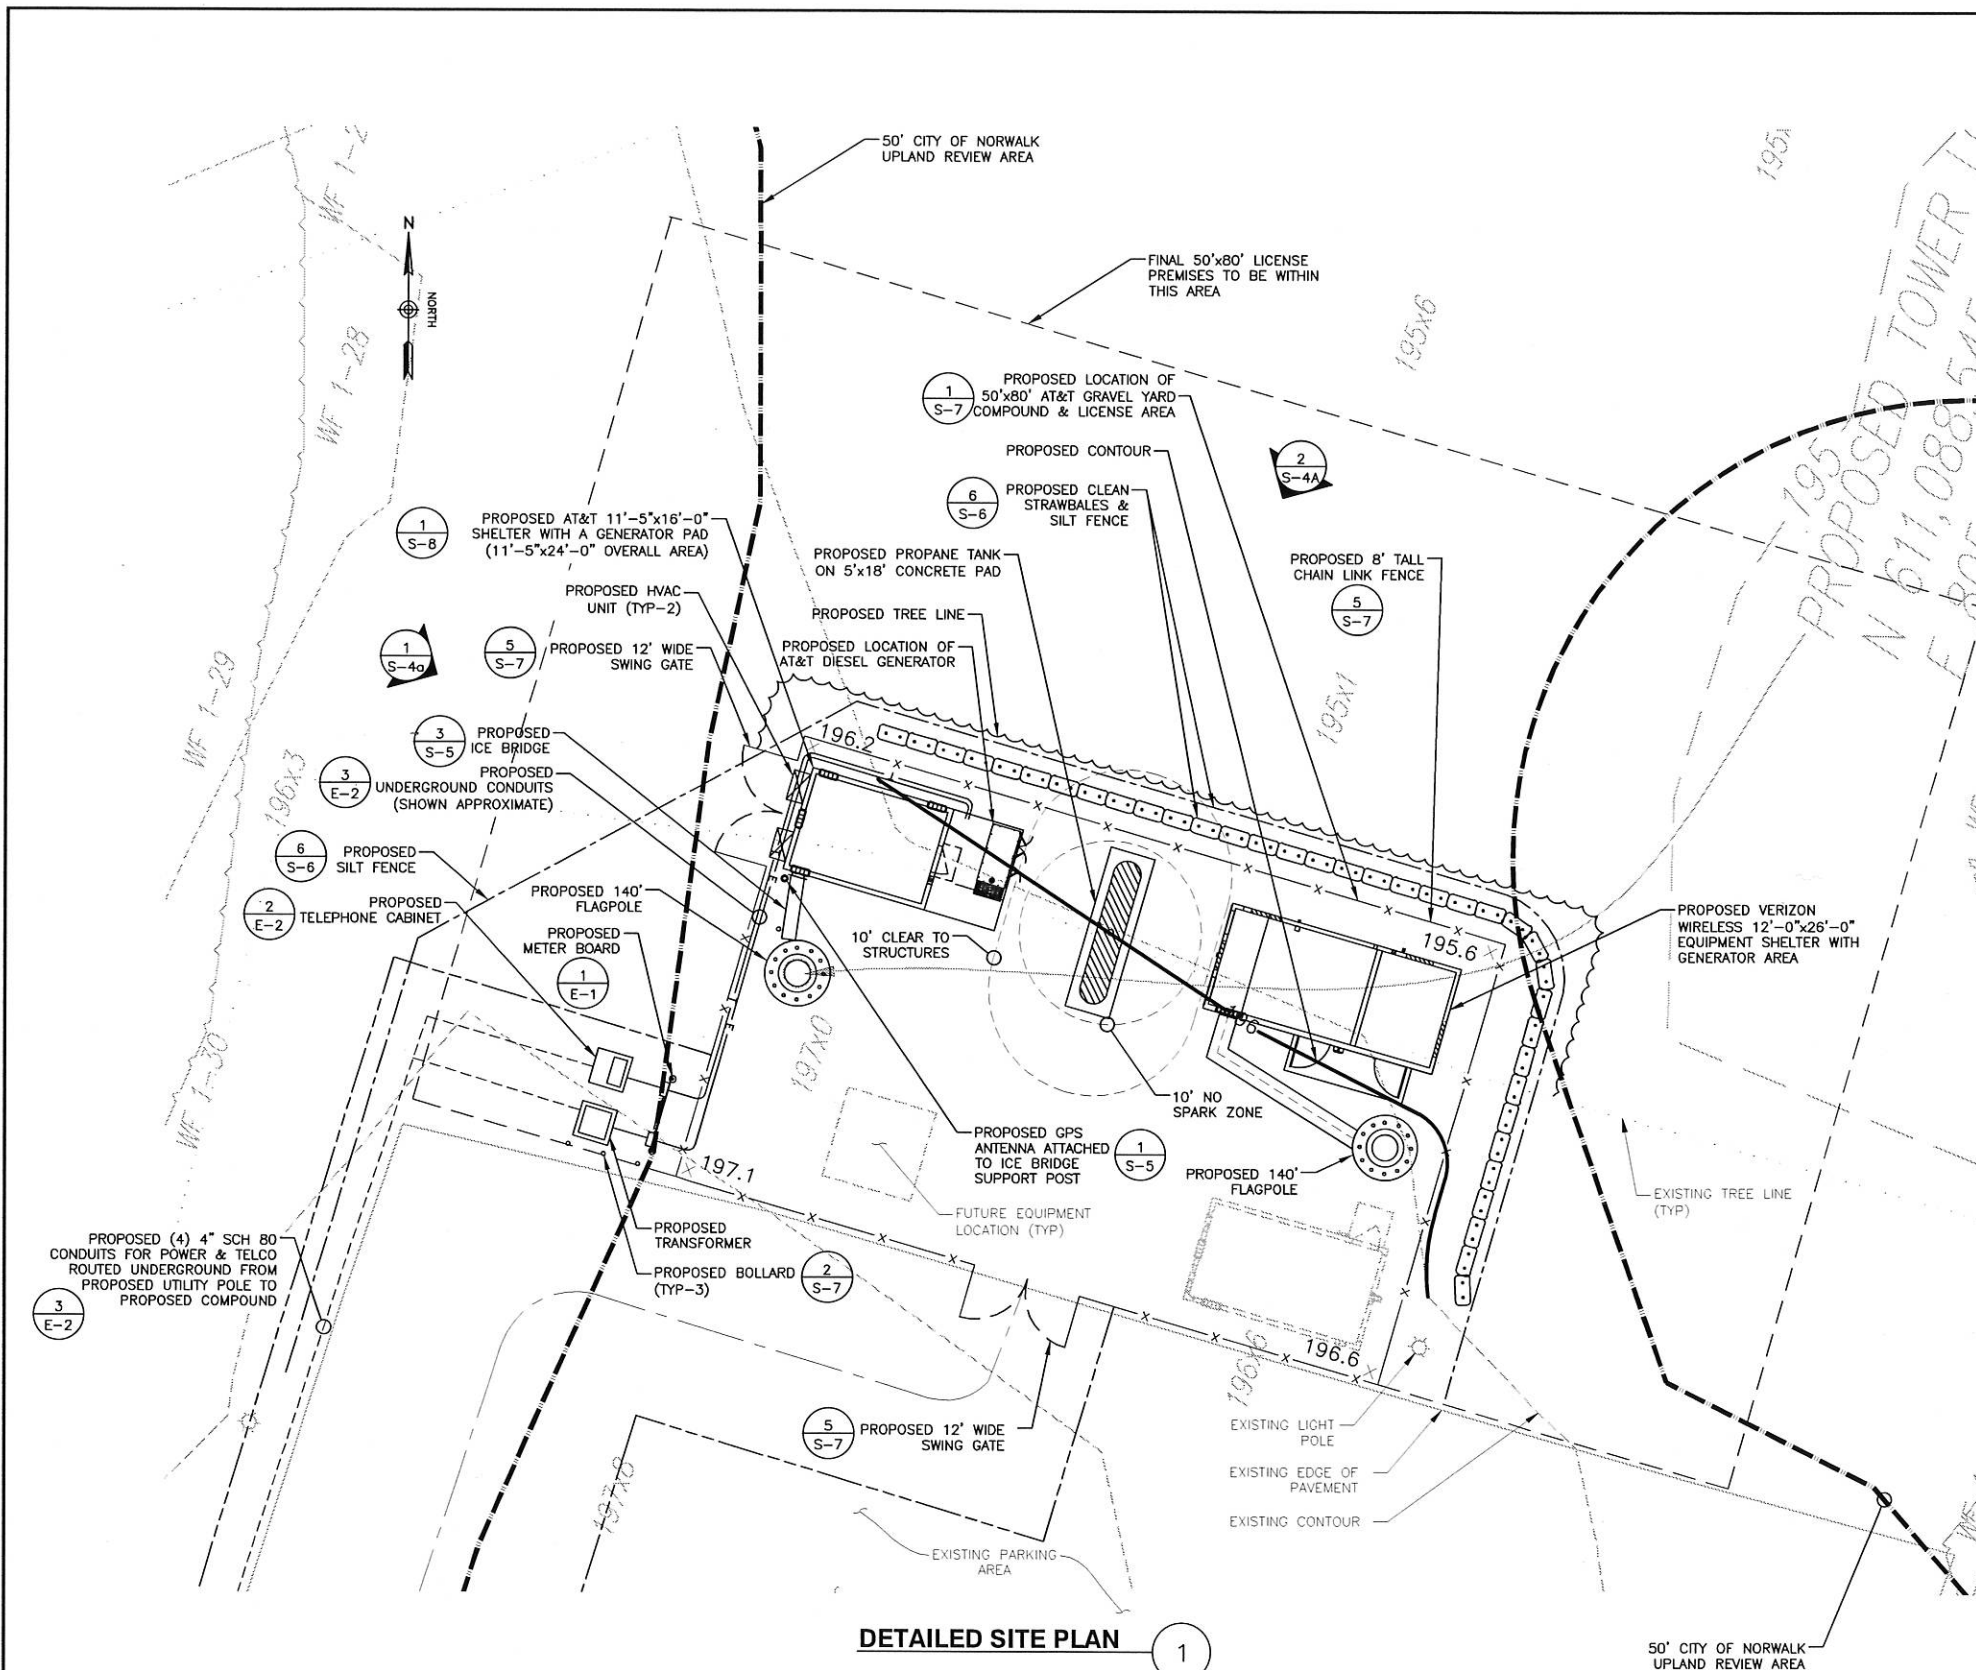 50' CITY OF NORWALK
UPLAND REVIEW AREA
WF 1-28
N
NORTH
195x6
FINAL 50'x80' LICENSE
PREMISES TO BE WITHIN
THIS AREA
PROPOSED TOWER
N 611,088.545
195
1
S-7
PROPOSED LOCATION OF
50'x80' AT&T GRAVEL YARD
COMPOUND & LICENSE AREA
PROPOSED CONTOUR
2
S-4A
6
S-6
PROPOSED CLEAN
STRAWBALES &
SILT FENCE
1
S-8
PROPOSED AT&T 11'-5"x16'-0"
SHELTER WITH A GENERATOR PAD
(11'-5"x24'-0" OVERALL AREA)
PROPOSED PROPANE TANK
ON 5'x18' CONCRETE PAD
PROPOSED 8' TALL
CHAIN LINK FENCE
5
S-7
PROPOSED HVAC
UNIT (TYP-2)
PROPOSED TREE LINE
1
S-4a
5
S-7
PROPOSED 12' WIDE
SWING GATE
PROPOSED LOCATION OF
AT&T DIESEL GENERATOR
WF 1-29
195x1
196x3
3
S-5
PROPOSED
ICE BRIDGE
196.2
3
E-2
PROPOSED
UNDERGROUND CONDUITS
(SHOWN APPROXIMATE)
6
S-6
PROPOSED
SILT FENCE
2
E-2
PROPOSED
TELEPHONE CABINET
PROPOSED 140'
FLAGPOLE
PROPOSED
METER BOARD
1
E-1
10' CLEAR TO
STRUCTURES
195.6
PROPOSED VERIZON
WIRELESS 12'-0"x26'-0"
EQUIPMENT SHELTER WITH
GENERATOR AREA
196
WF 1-30
197x0
10' NO
SPARK ZONE
PROPOSED GPS
ANTENNA ATTACHED
TO ICE BRIDGE
SUPPORT POST
1
S-5
PROPOSED 140'
FLAGPOLE
197.1
FUTURE EQUIPMENT
LOCATION (TYP)
EXISTING TREE LINE
(TYP)
PROPOSED (4) 4" SCH 80
CONDUITS FOR POWER & TELCO
ROUTED UNDERGROUND FROM
PROPOSED UTILITY POLE TO
PROPOSED COMPOUND
3
E-2
PROPOSED
TRANSFORMER
PROPOSED BOLLARD
(TYP-3)
2
S-7
196x6
196.6
5
S-7
PROPOSED 12' WIDE
SWING GATE
EXISTING LIGHT
POLE
EXISTING EDGE OF
PAVEMENT
EXISTING CONTOUR
197x8
EXISTING PARKING
AREA
DETAILED SITE PLAN
1
50' CITY OF NORWALK
UPLAND REVIEW AREA